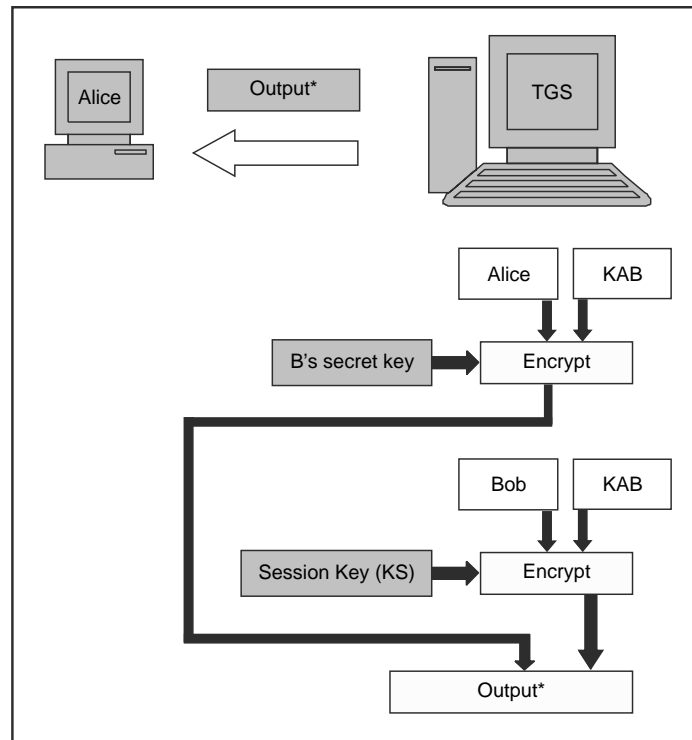 Alice
Output*
TGS
Alice
KAB
B's secret key
Encrypt
Bob
KAB
Session Key (KS)
Encrypt
Output*